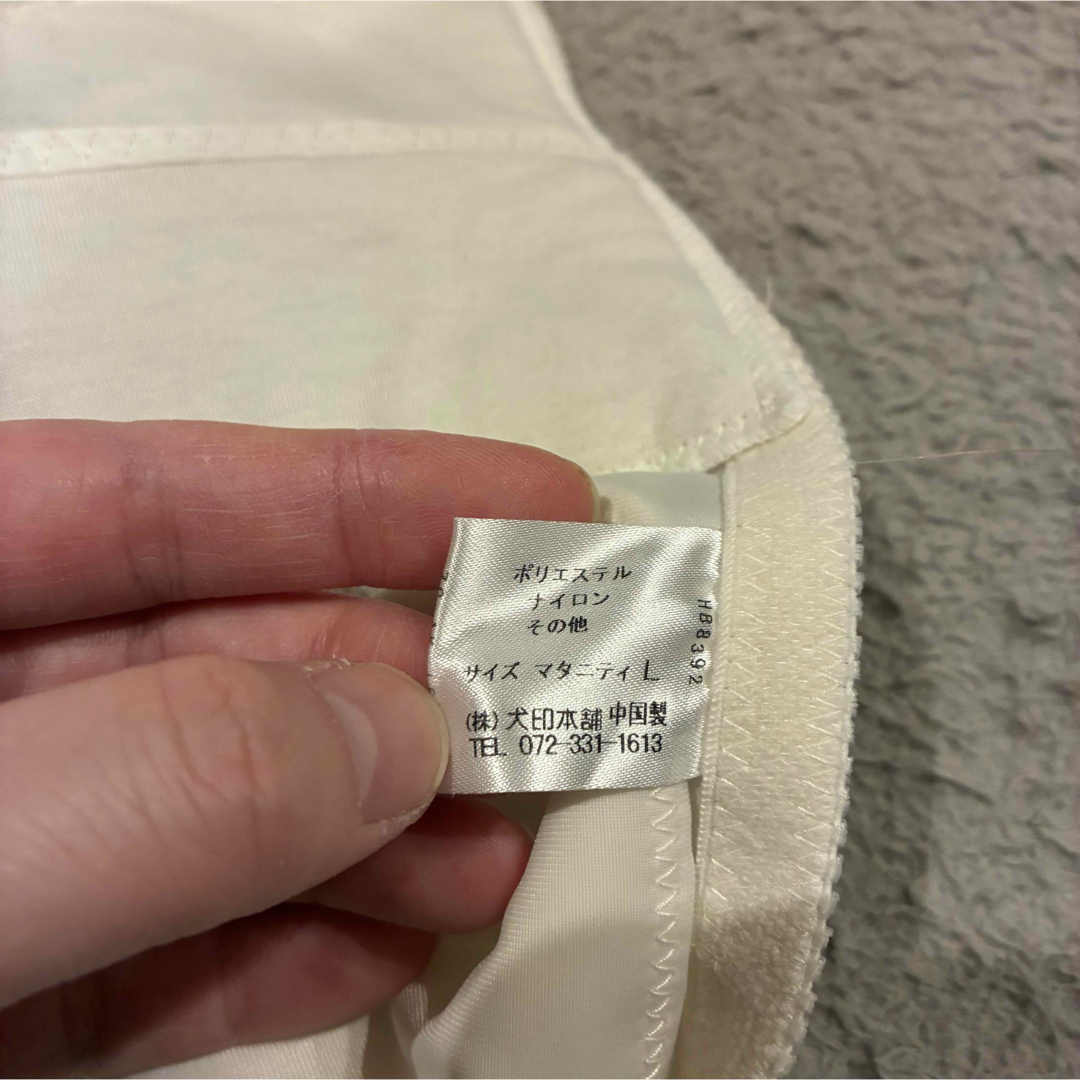 ポリエステル
ナイロン
その他
サイズ マタニティ L
(株) 犬印本舗 中国製
TEL 072-331-1613
HB8392